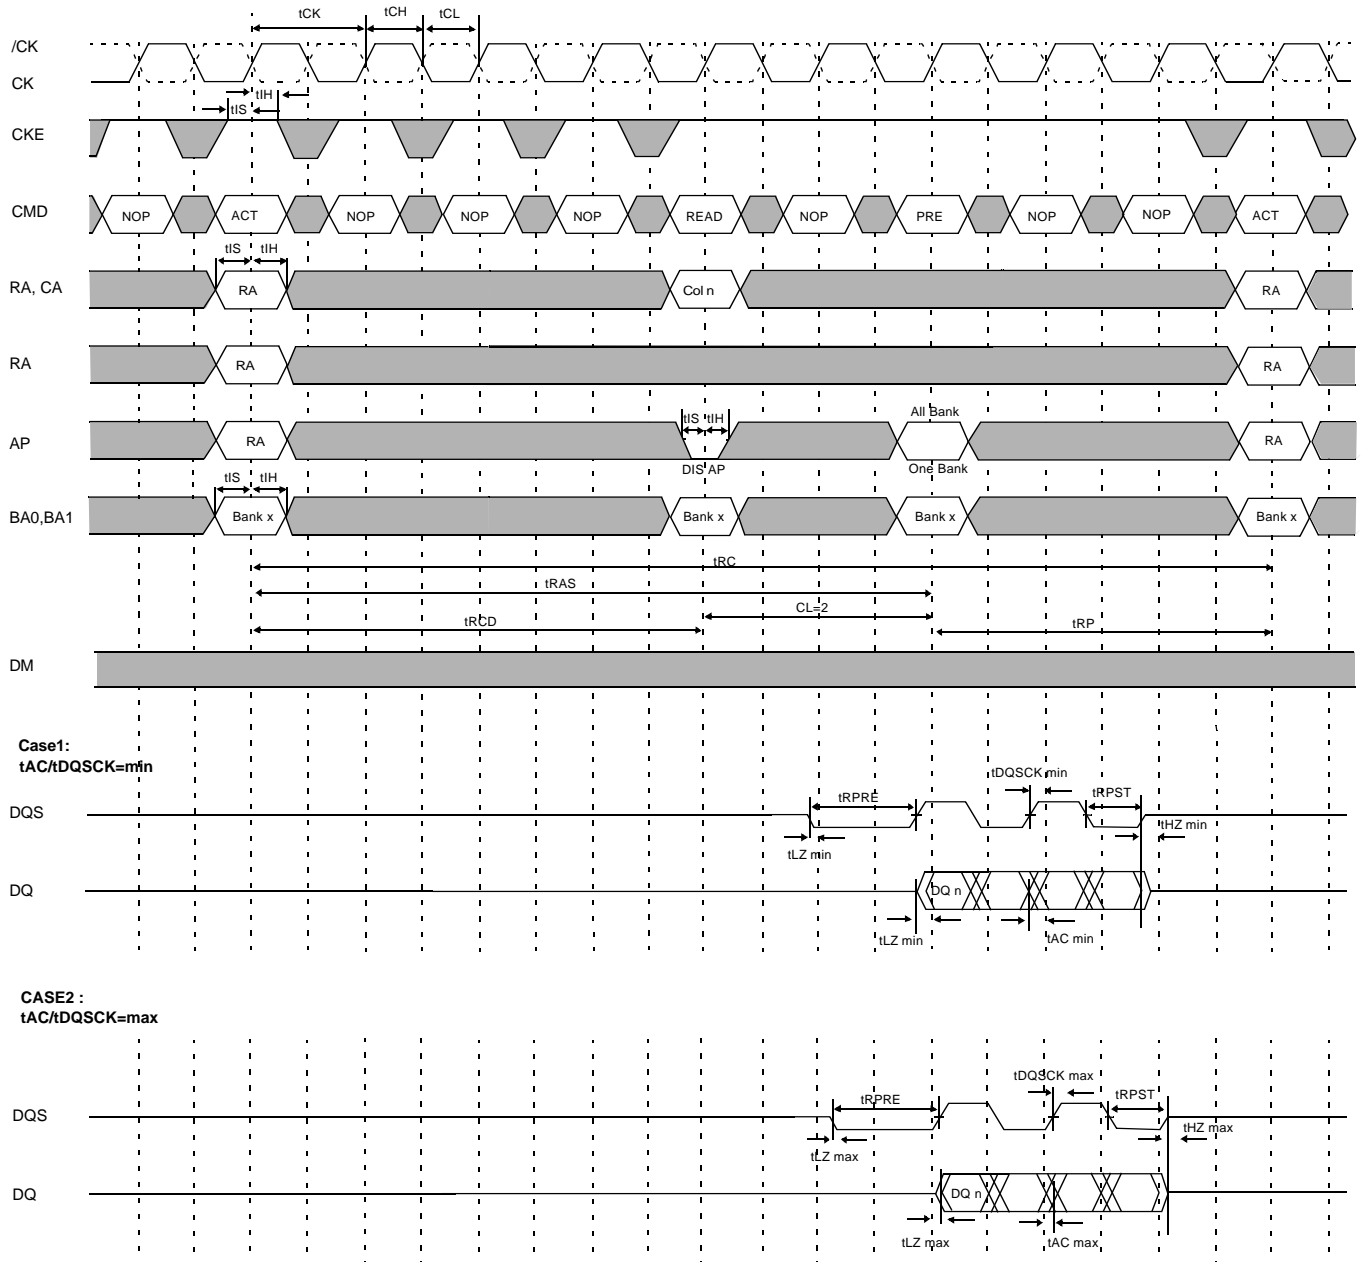 tCK tCH tCL
/CK
CK
tIH
tIS
CKE
CMD NOP ACT NOP NOP NOP READ NOP PRE NOP NOP ACT
tIS tIH
RA, CA RA Col n RA
RA RA RA
tIS tIH All Bank
AP RA RA
DIS AP One Bank
tIS tIH
BA0,BA1 Bank x Bank x Bank x Bank x
tRC
tRAS
CL=2
tRCD tRP
DM
Case1:
tAC/tDQSCK=min
tDQSCK min
tRPRE tRPST
DQS
tHZ min
tLZ min
DQ DQ n
tLZ min tAC min
CASE2 :
tAC/tDQSCK=max
tDQSCK max
tRPRE tRPST
DQS
tHZ max
tLZ max
DQ DQ n
tLZ max tAC max